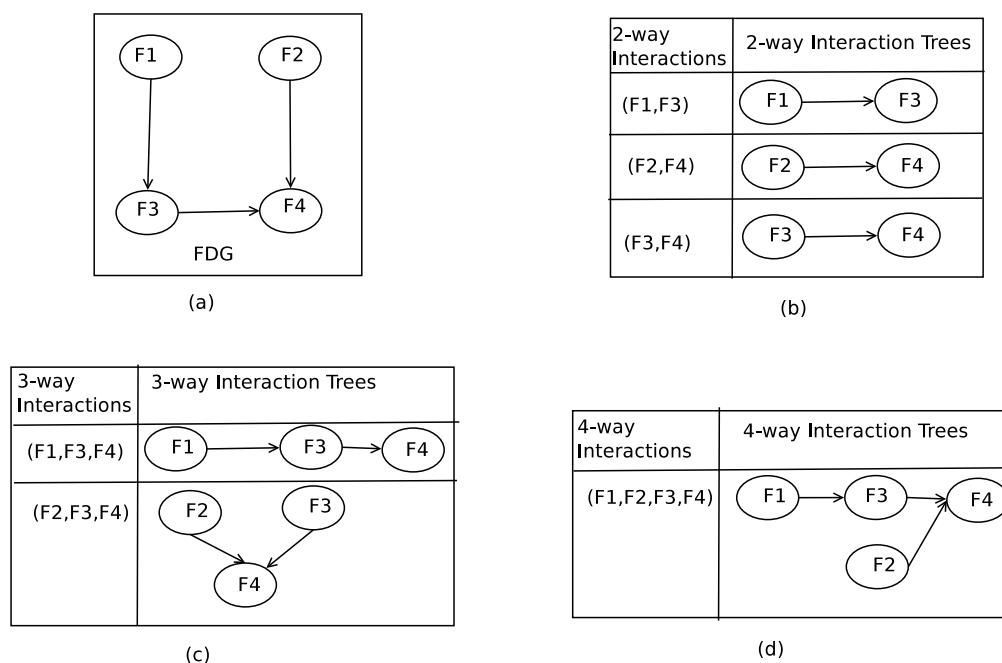 F1
F2
F3
F4
FDG
(a)
2-way
Interactions
2-way Interaction Trees
(F1,F3)
F1
F3
(F2,F4)
F2
F4
(F3,F4)
F3
F4
(b)
3-way
Interactions
3-way Interaction Trees
(F1,F3,F4)
F1
F3
F4
(F2,F3,F4)
F2
F3
F4
(c)
4-way
Interactions
4-way Interaction Trees
(F1,F2,F3,F4)
F1
F3
F4
F2
(d)